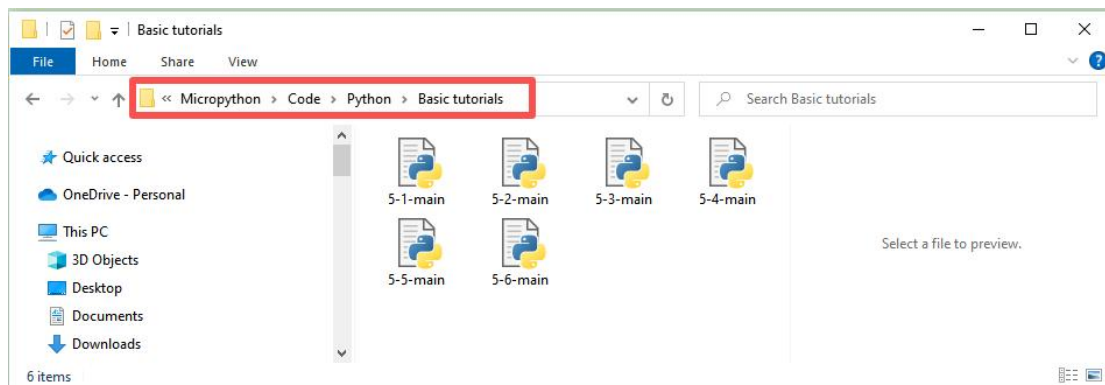 Basic tutorials
File Home Share View
« Micropython > Code > Python > Basic tutorials
Search Basic tutorials
Quick access
OneDrive - Personal
This PC
3D Objects
Desktop
Documents
Downloads
5-1-main 5-2-main 5-3-main 5-4-main
5-5-main 5-6-main
Select a file to preview.
6 items